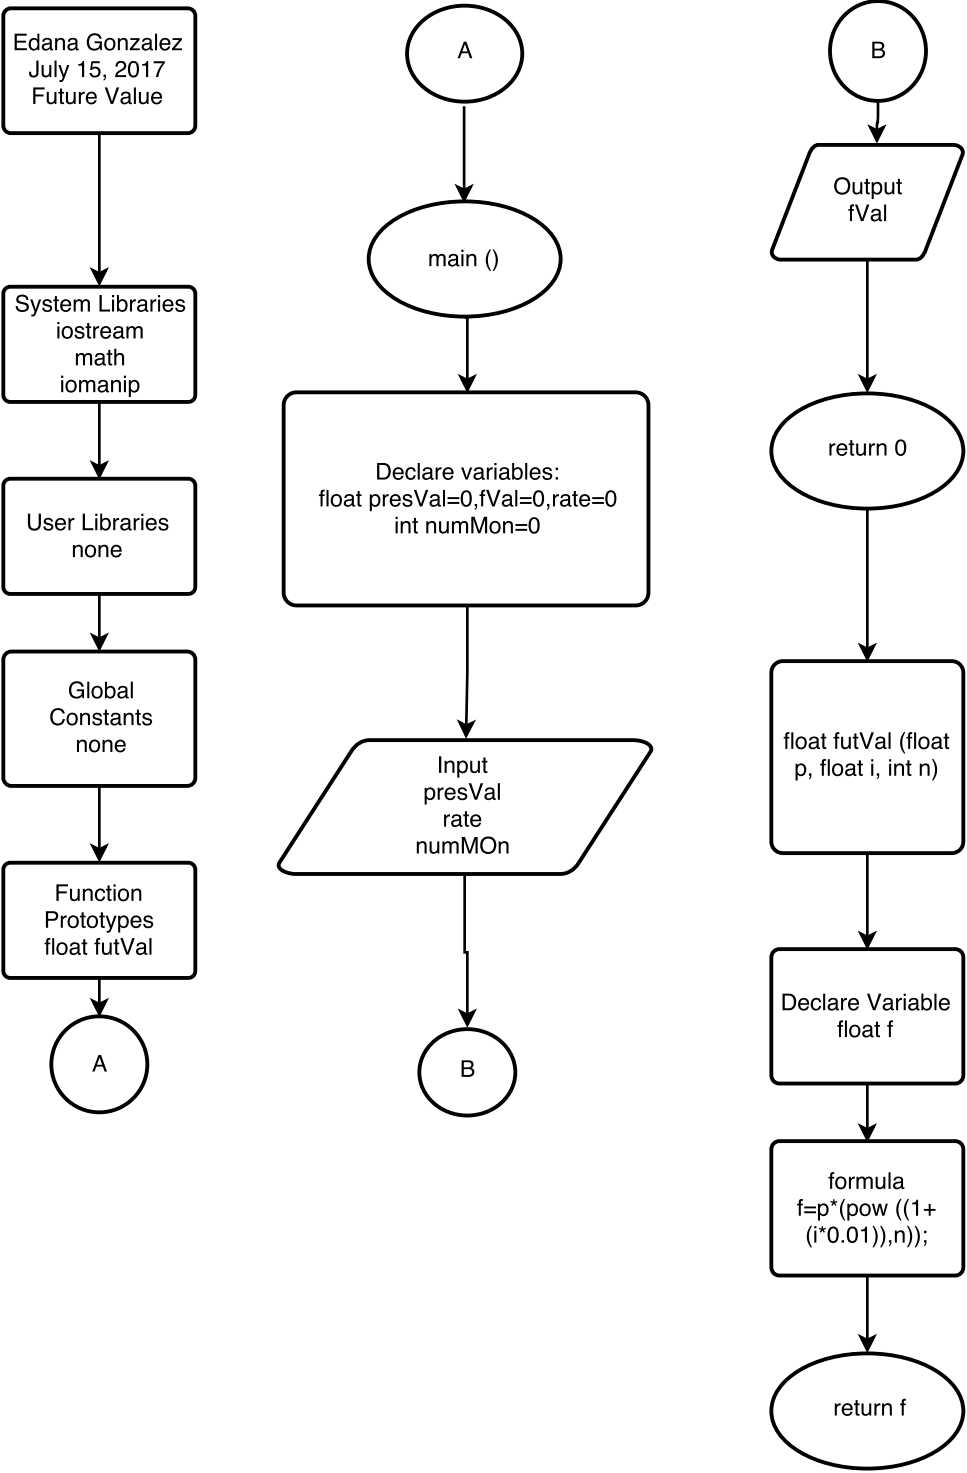 Edana Gonzalez
July 15, 2017
Future Value
System Libraries
iostream
math
iomanip
User Libraries
none
Global
Constants
none
Function
Prototypes
float futVal
A
A
main ()
Declare variables:
float presVal=0,fVal=0,rate=0
int numMon=0
Input
presVal
rate
numMOn
B
B
Output
fVal
return 0
float futVal (float
p, float i, int n)
Declare Variable
float f
formula
f=p*(pow ((1+
(i*0.01)),n));
return f